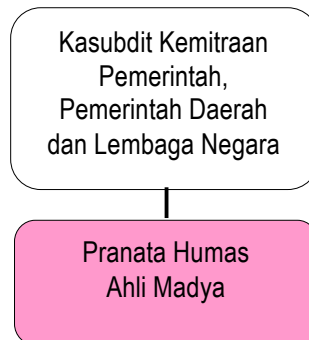 Kasubdit Kemitraan
Pemerintah,
Pemerintah Daerah
dan Lembaga Negara
Pranata Humas
Ahli Madya